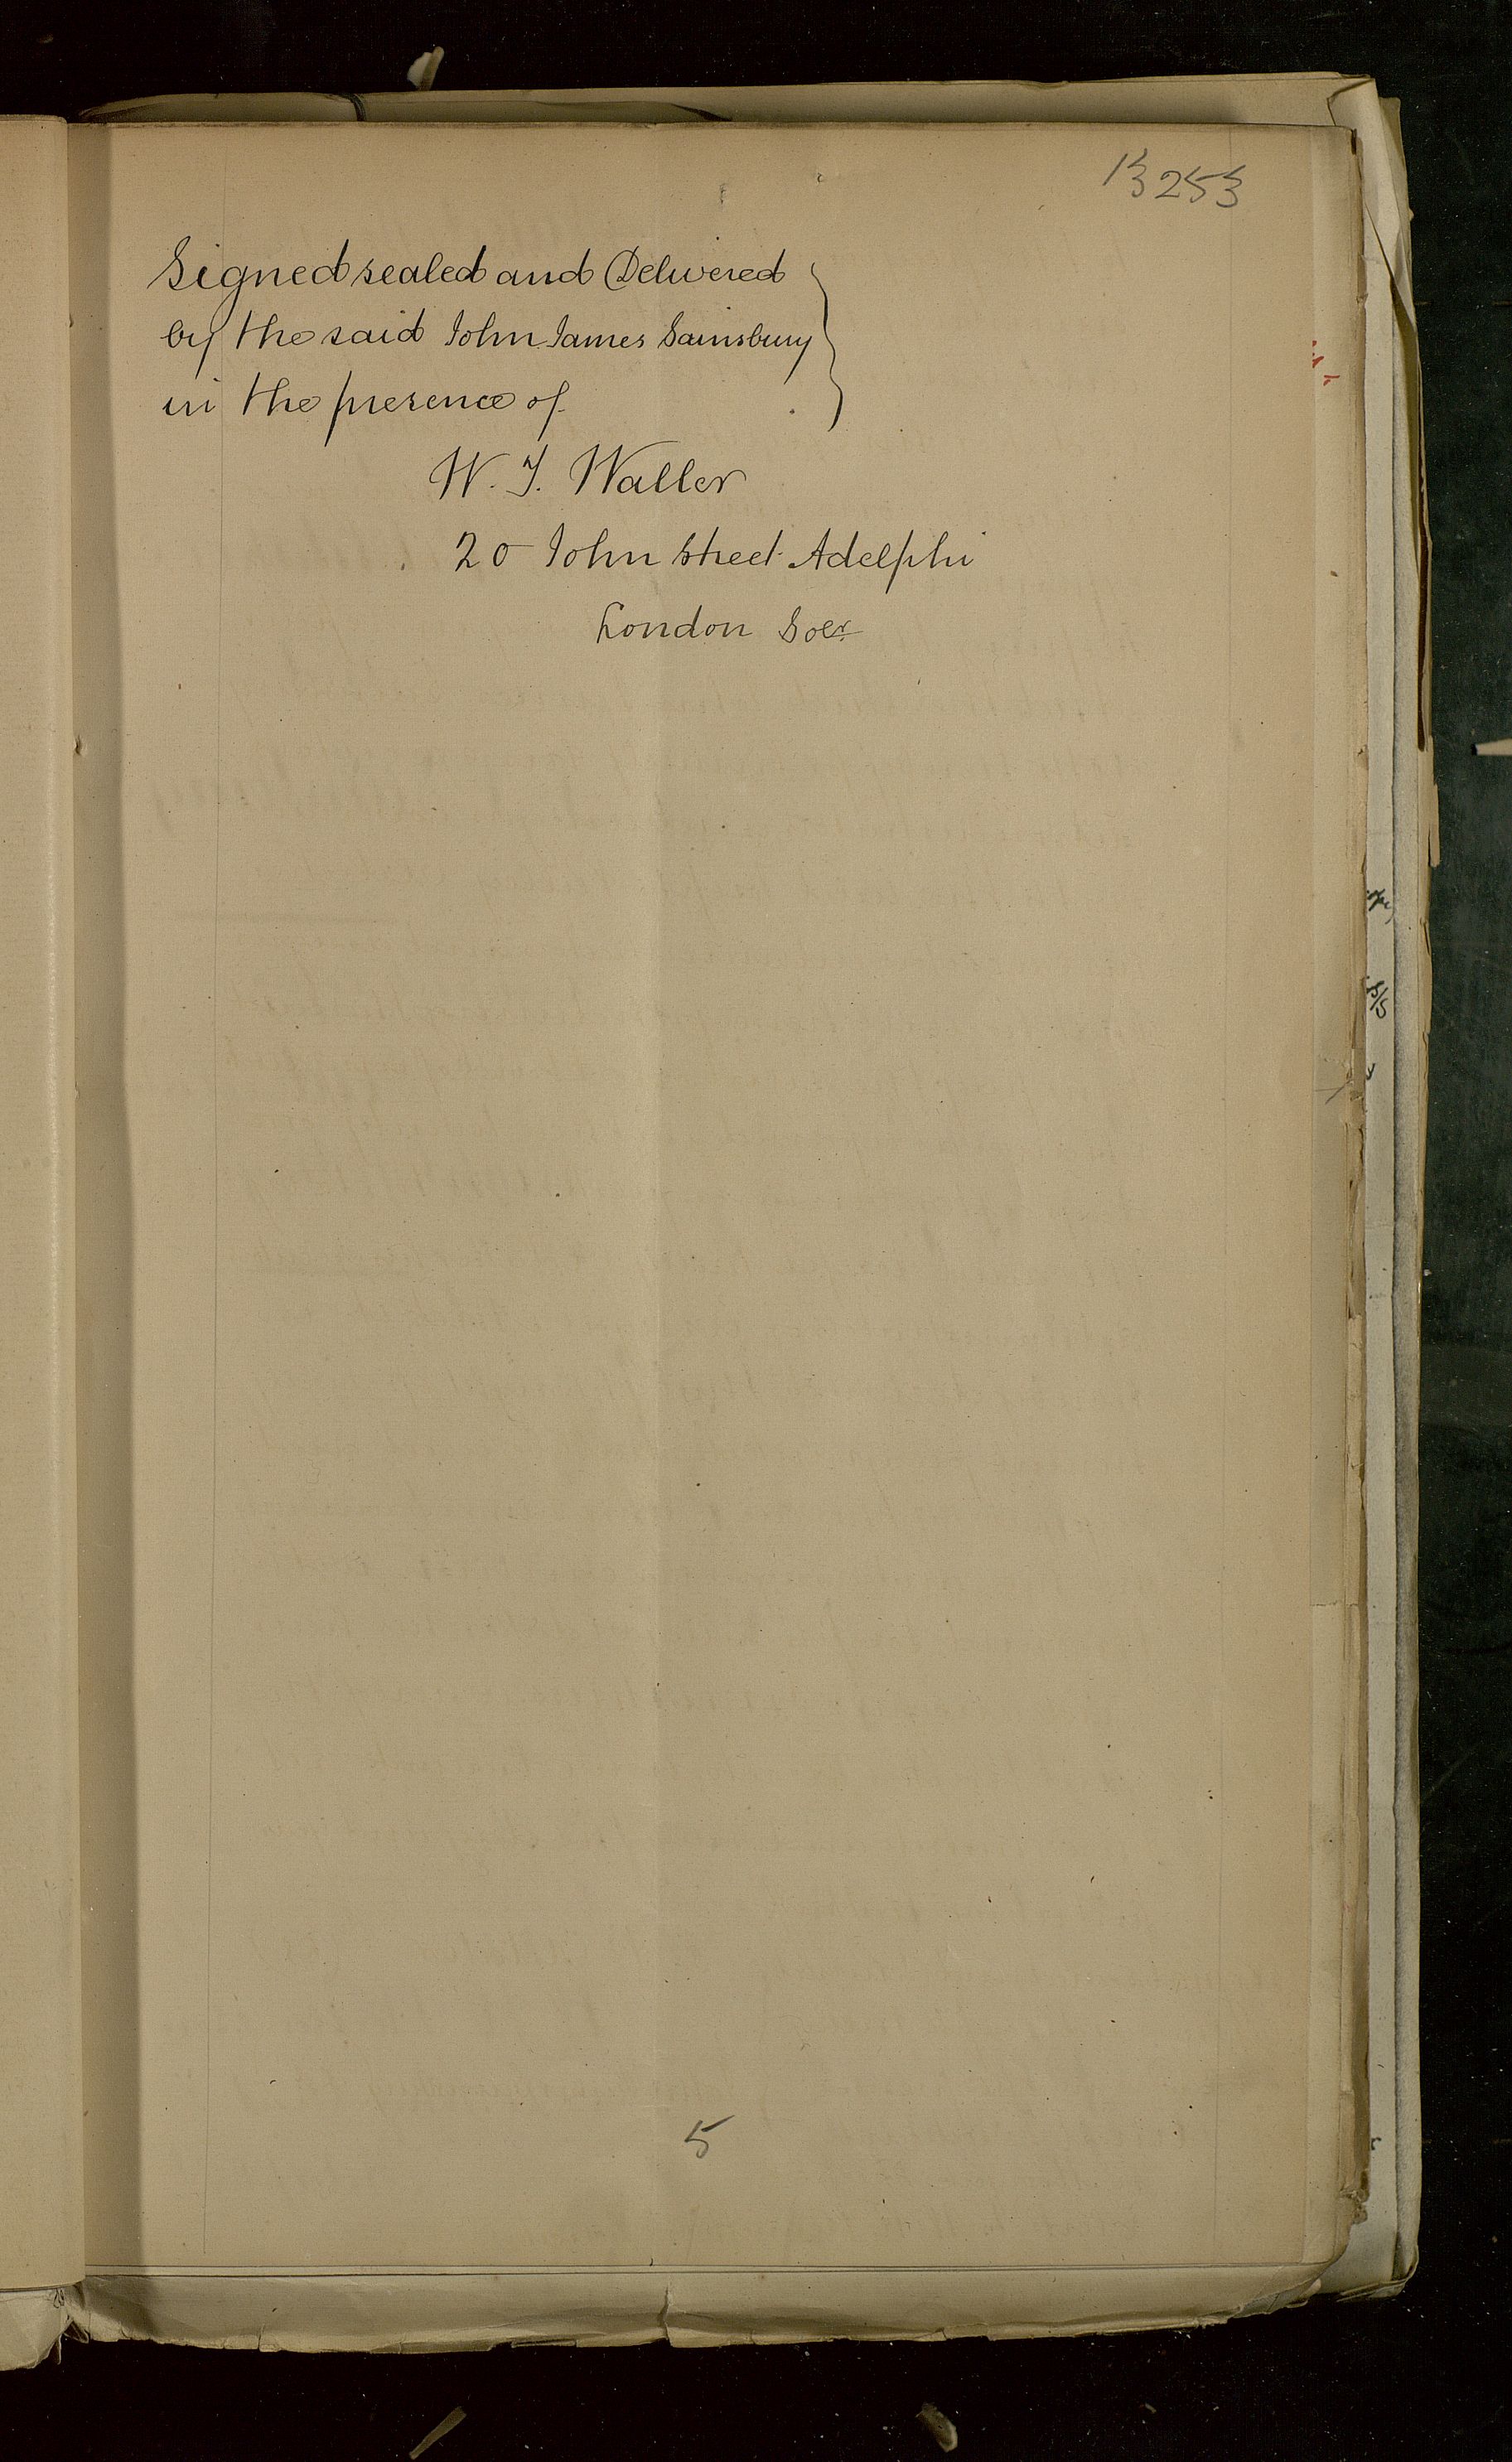 13253
Signed sealed and Delivered
by the said John James Sainsbury
in the presence of
W. J. Waller
20 John Street Adelphi
London Solr
5